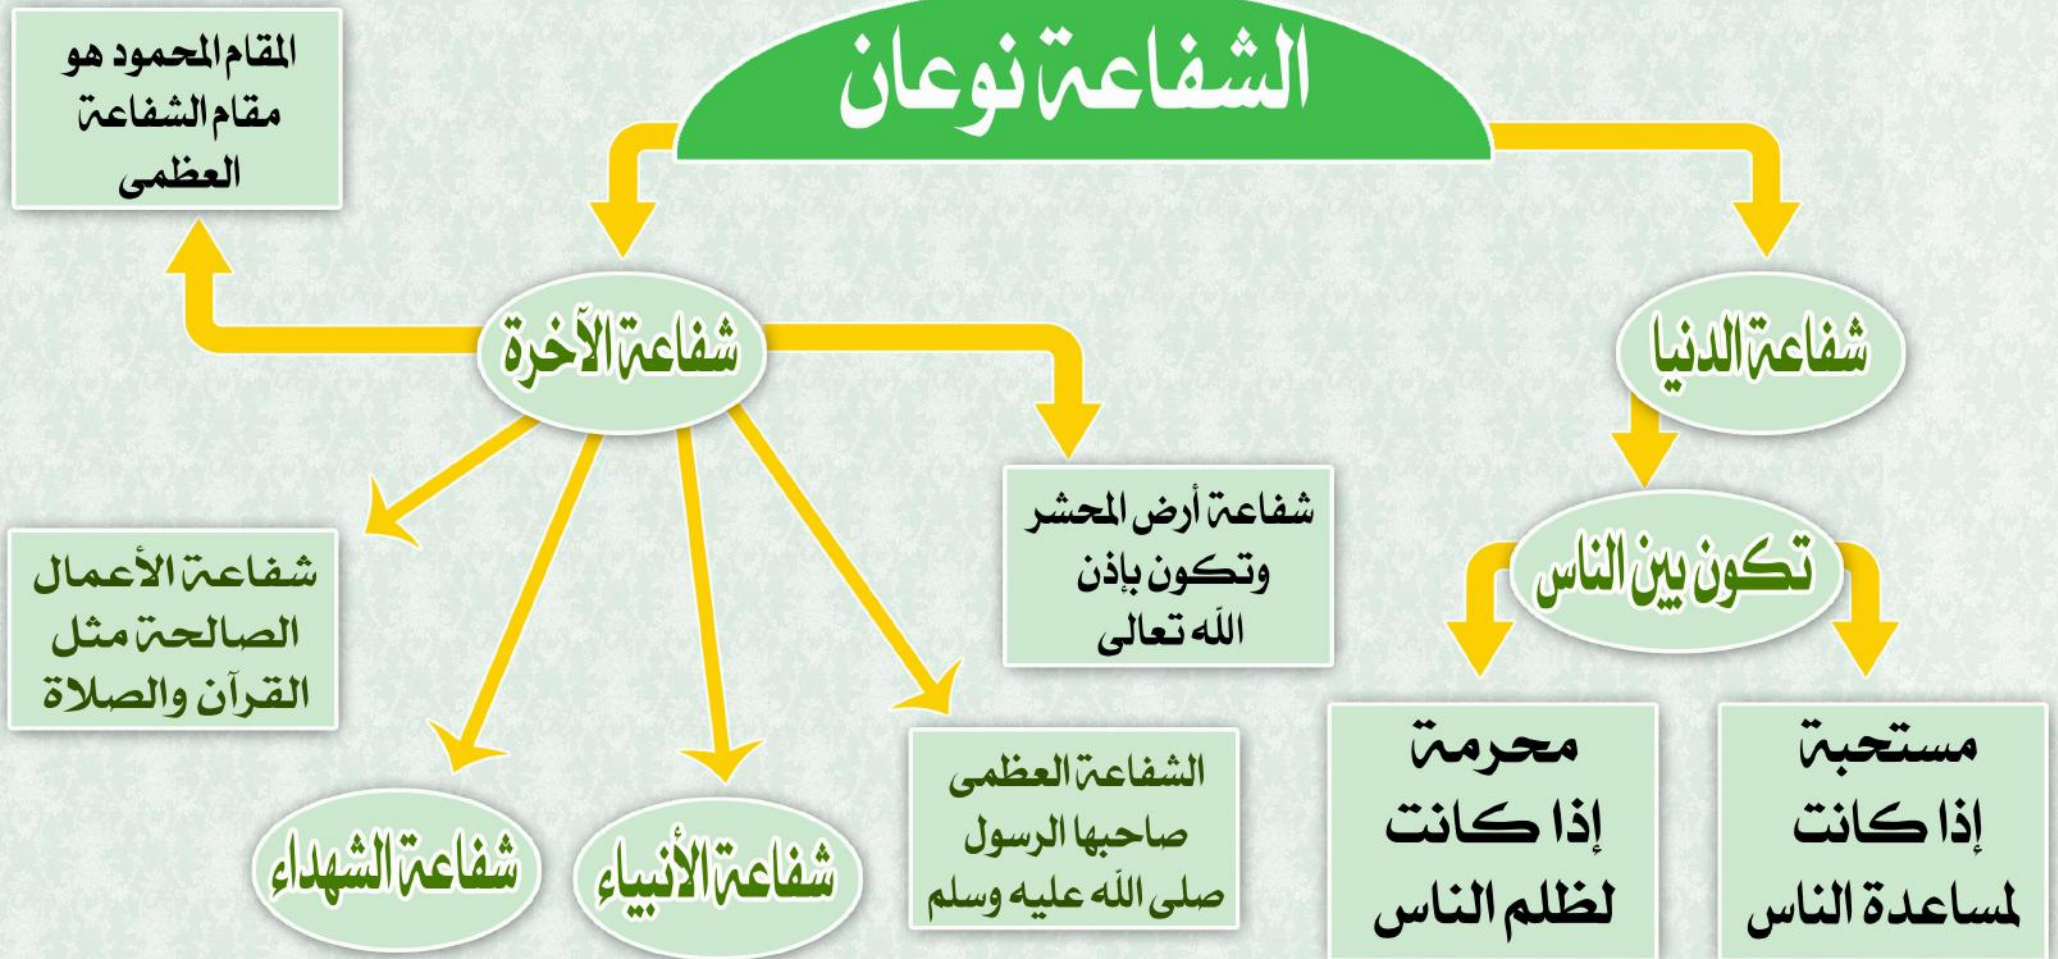 الشفاعة نوعان
شفاعة الدنيا
تكون بين الناس
مستحبة
إذا كانت
لمساعدة الناس
محرمة
إذا كانت
لظلم الناس
شفاعة الآخرة
شفاعة أرض المحشر
وتكون بإذن
الله تعالى
الشفاعة العظمى
صاحبها الرسول
صلى الله عليه وسلم
شفاعة الأنبياء
شفاعة الشهداء
شفاعة الأعمال
الصالحة مثل
القرآن والصلاة
المقام المحمود هو
مقام الشفاعة
العظمى